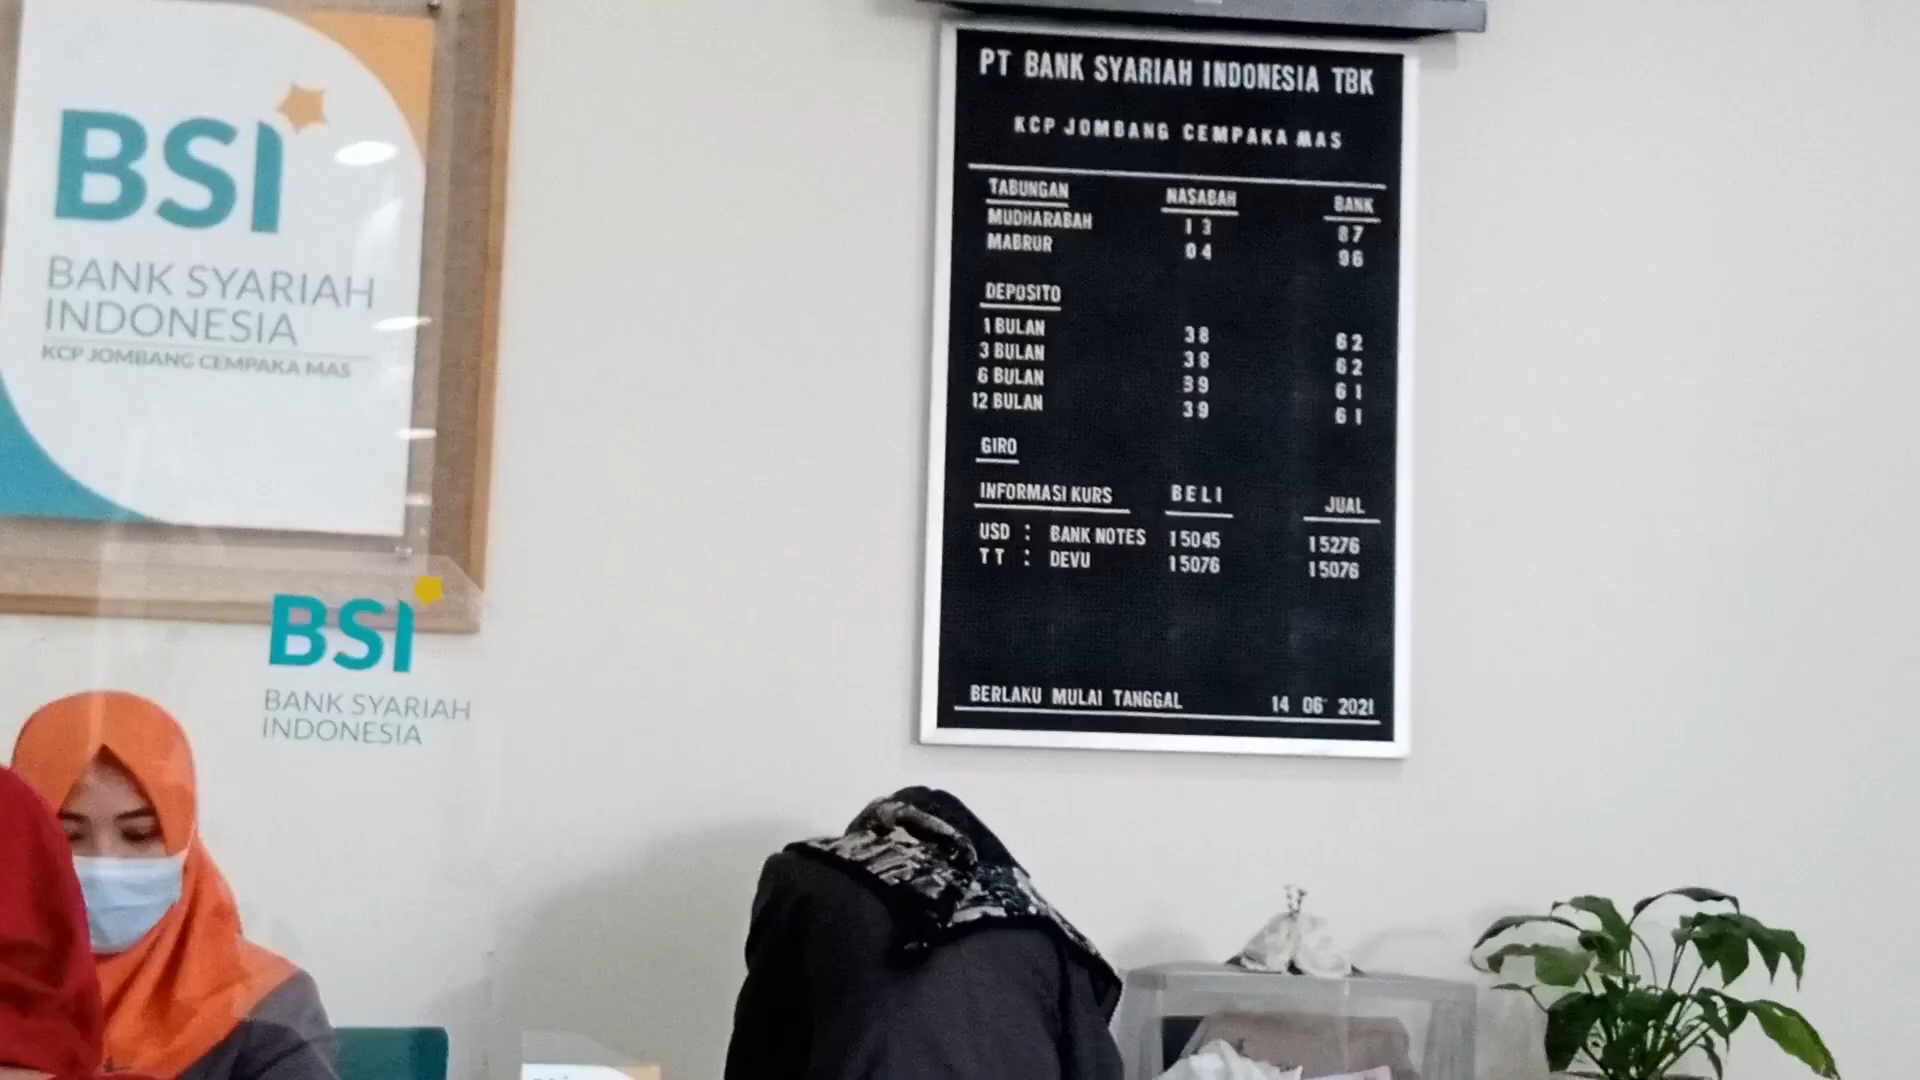 BSI
BANK SYARIAH
INDONESIA
KCP JOMBANG CEMPAKA MAS
BSI
BANK SYARIAH
INDONESIA
PT BANK SYARIAH INDONESIA TBK
KCP JOMBANG CEMPAKA MAS
TABUNGAN NASABAH BANK
MUDHARABAH 13 87
MABRUR 04 96
DEPOSITO
1 BULAN 38 62
3 BULAN 38 62
6 BULAN 39 61
12 BULAN 39 61
GIRO
INFORMASI KURS BELI JUAL
USD : BANK NOTES 15045 15276
TT : DEVU 15076 15076
BERLAKU MULAI TANGGAL 14 06 2021